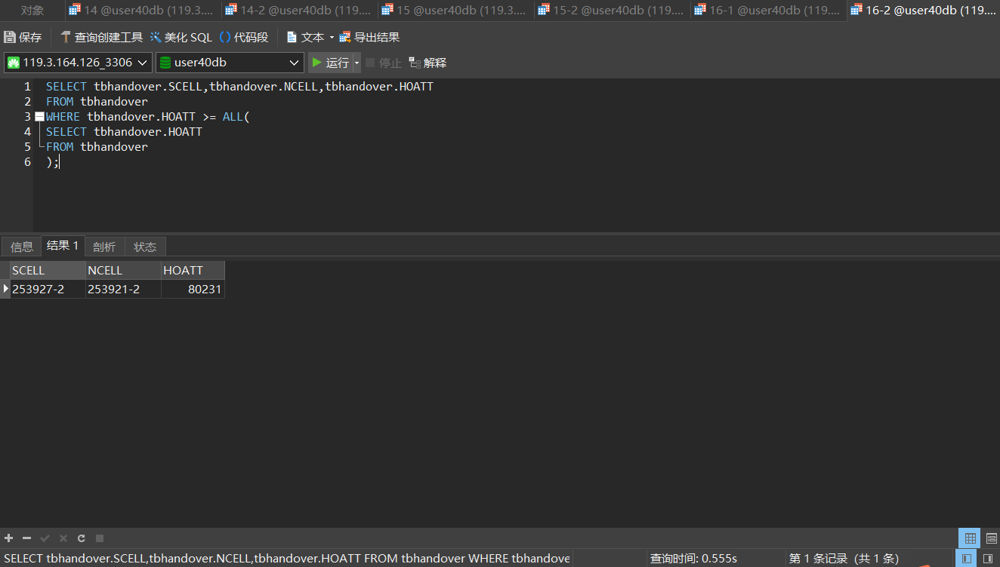 对象 14 @user40db (119.3.... 14-2 @user40db (119.... 15 @user40db (119.3.... 15-2 @user40db (119.... 16-1 @user40db (119.... 16-2 @user40db (119....
保存 查询创建工具 美化 SQL () 代码段 文本 导出结果
119.3.164.126_3306 user40db 运行 停止 解释
1 SELECT tbhandover.SCELL,tbhandover.NCELL,tbhandover.HOATT
2 FROM tbhandover
3 WHERE tbhandover.HOATT >= ALL(
4 SELECT tbhandover.HOATT
5 FROM tbhandover
6 );
信息 结果 1 剖析 状态
SCELL NCELL HOATT
253927-2 253921-2 80231
SELECT tbhandover.SCELL,tbhandover.NCELL,tbhandover.HOATT FROM tbhandover WHERE tbhandove 查询时间: 0.555s 第 1 条记录 (共 1 条)